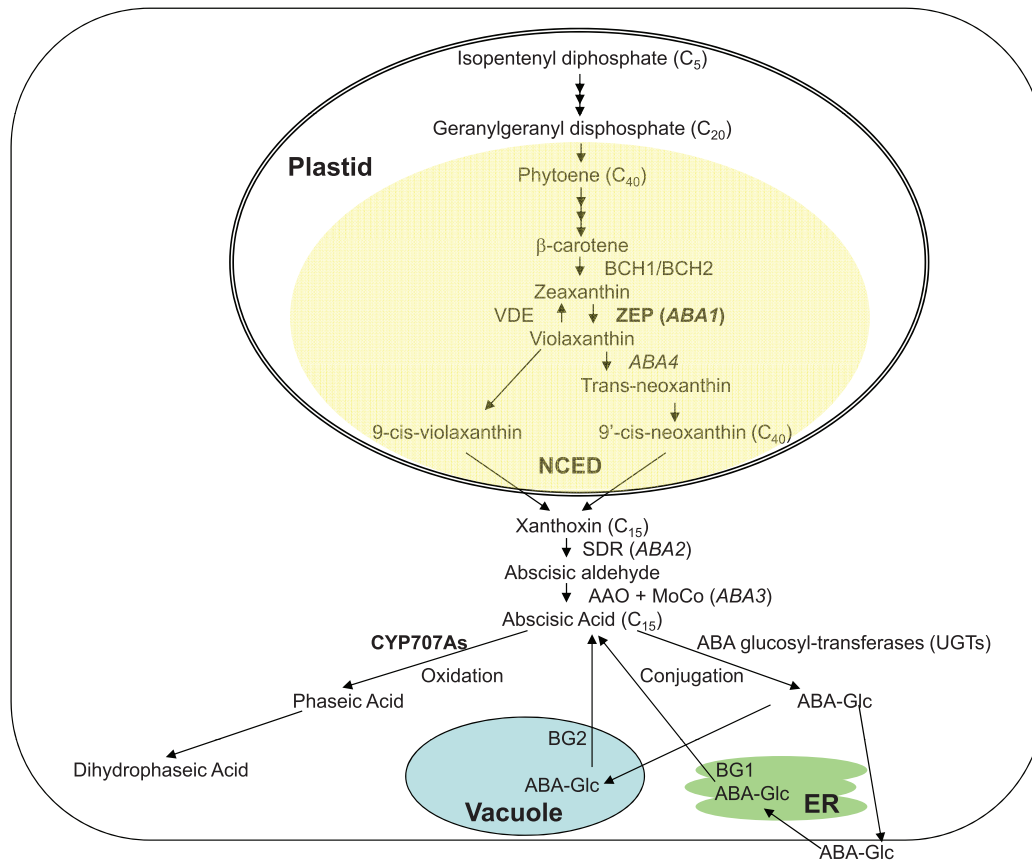 Isopentenyl diphosphate (C5)
Geranylgeranyl disphosphate (C20)
Plastid
Phytoene (C40)
β-carotene
BCH1/BCH2
Zeaxanthin
VDE
ZEP (ABA1)
Violaxanthin
ABA4
Trans-neoxanthin
9-cis-violaxanthin
9’-cis-neoxanthin (C40)
NCED
Xanthoxin (C15)
SDR (ABA2)
Abscisic aldehyde
AAO + MoCo (ABA3)
Abscisic Acid (C15)
CYP707As
ABA glucosyl-transferases (UGTs)
Oxidation
Conjugation
Phaseic Acid
ABA-Glc
BG2
Dihydrophaseic Acid
BG1
ABA-Glc
ABA-Glc
Vacuole
ER
ABA-Glc